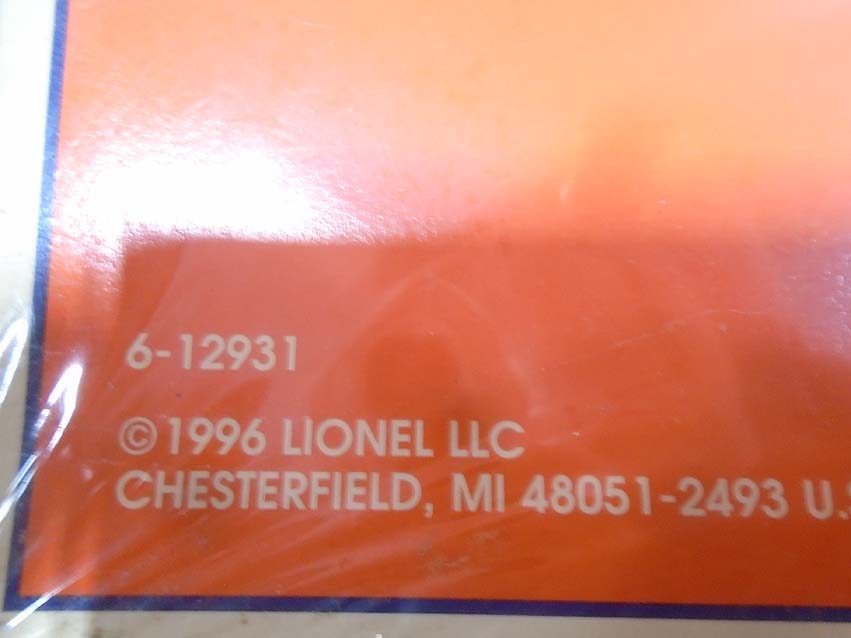 6-12931
©1996 LIONEL LLC
CHESTERFIELD, MI 48051-2493 U.S